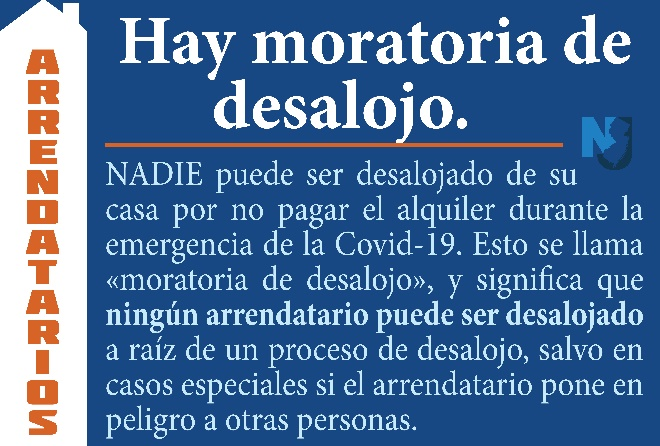 ARRENDATARIOS
Hay moratoria de
desalojo.
NJ
NADIE puede ser desalojado de su
casa por no pagar el alquiler durante la
emergencia de la Covid-19. Esto se llama
«moratoria de desalojo», y significa que
ningún arrendatario puede ser desalojado
a raíz de un proceso de desalojo, salvo en
casos especiales si el arrendatario pone en
peligro a otras personas.